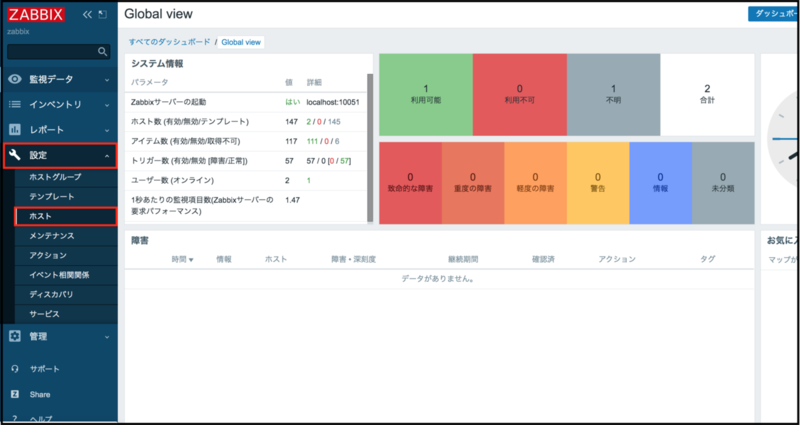 ZABBIX
zabbix
監視データ
インベントリ
レポート
設定
ホストグループ
テンプレート
ホスト
メンテナンス
アクション
イベント相関関係
ディスカバリ
サービス
管理
サポート
Share
ヘルプ
Global view
ダッシュボー
すべてのダッシュボード / Global view
システム情報
パラメータ 値 詳細
Zabbixサーバーの起動 はい localhost:10051
ホスト数 (有効/無効/テンプレート) 147 2 / 0 / 145
アイテム数 (有効/無効/取得不可) 117 111 / 0 / 6
トリガー数 (有効/無効 [障害/正常]) 57 57 / 0 [0 / 57]
ユーザー数 (オンライン) 2 1
1秒あたりの監視項目数(Zabbixサーバーの 1.47
要求パフォーマンス)
1 0 1 2
利用可能 利用不可 不明 合計
0 0 0 0 0 0
致命的な障害 重度の障害 軽度の障害 警告 情報 未分類
障害
時間 ▼ 情報 ホスト 障害・深刻度 継続期間 確認済 アクション タグ
データがありません。
お気に入
マップが